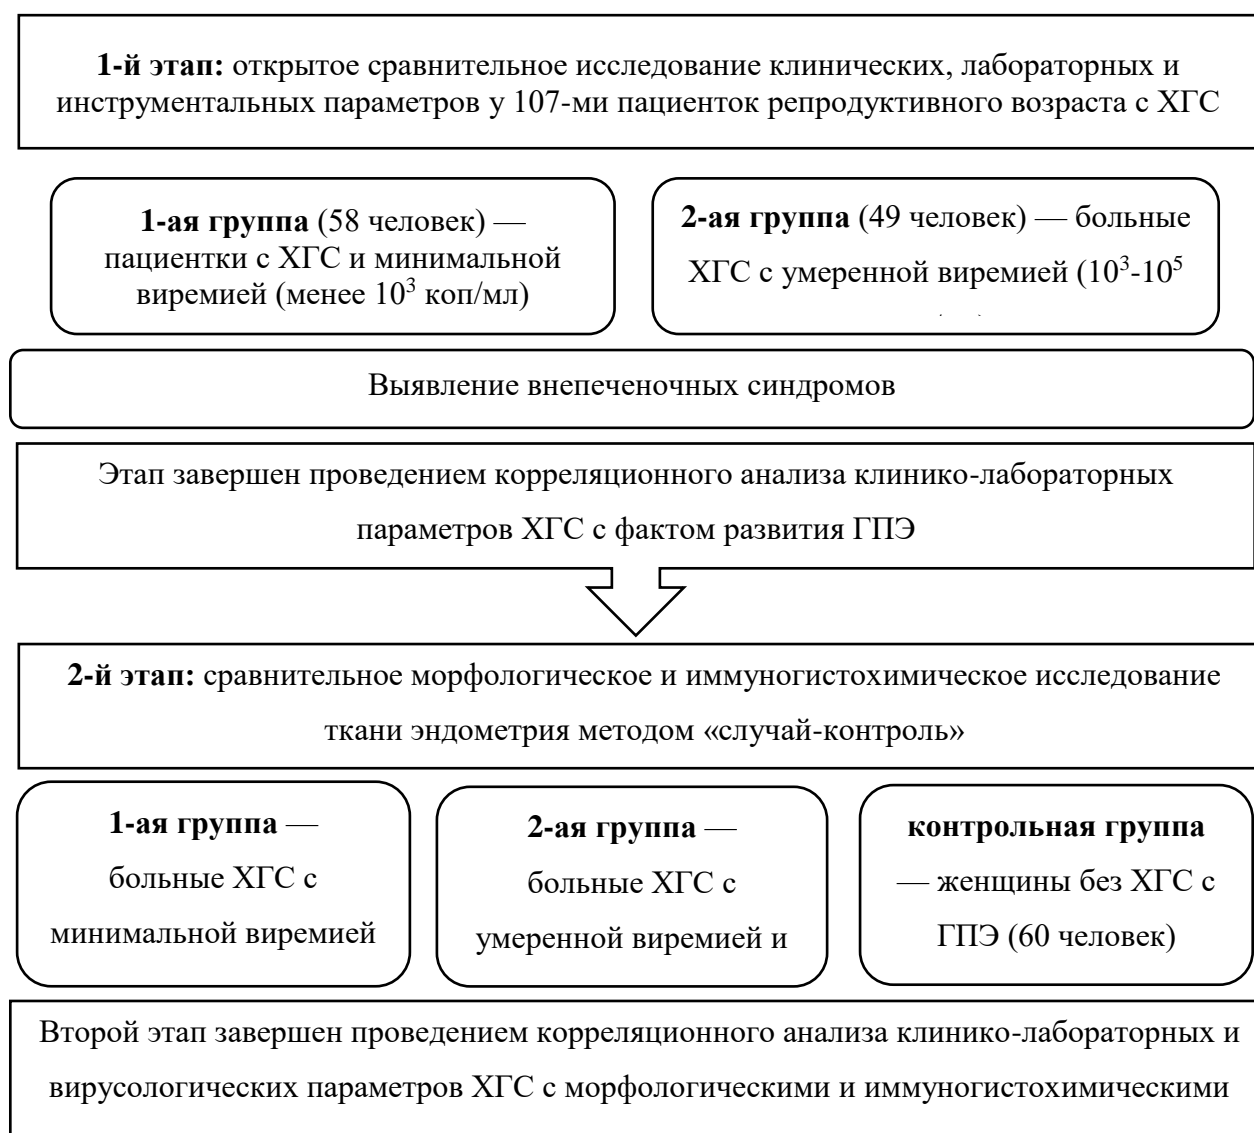 1-й этап: открытое сравнительное исследование клинических, лабораторных и
инструментальных параметров у 107-ми пациенток репродуктивного возраста с ХГС
1-ая группа (58 человек) —
пациентки с ХГС и минимальной
виремией (менее 10³ коп/мл)
2-ая группа (49 человек) — больные
ХГС с умеренной виремией (10³-10⁵
Выявление внепеченочных синдромов
Этап завершен проведением корреляционного анализа клинико-лабораторных
параметров ХГС с фактом развития ГПЭ
2-й этап: сравнительное морфологическое и иммуногистохимическое исследование
ткани эндометрия методом «случай-контроль»
1-ая группа —
больные ХГС с
минимальной виремией
2-ая группа —
больные ХГС с
умеренной виремией и
контрольная группа
— женщины без ХГС с
ГПЭ (60 человек)
Второй этап завершен проведением корреляционного анализа клинико-лабораторных и
вирусологических параметров ХГС с морфологическими и иммуногистохимическими